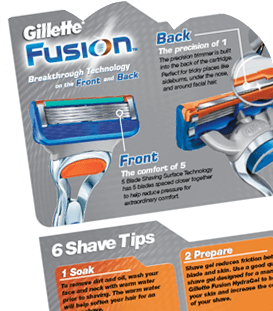 Gillette
Fusion
Breakthrough Technology
on the Front and Back
Back
The precision of 1
The precision trimmer is built
into the back of the cartridge.
Perfect for tricky places like
sideburns, under the nose,
and around facial hair.
Front
The comfort of 5
5 Blade Shaving Surface Technology
has 5 blades spaced closer together
to help reduce pressure for
extraordinary comfort.
6 Shave Tips
1 Soak
To remove dirt and oil, wash your
face and neck with warm water
prior to shaving. The warm water
will help soften your hair for an
2 Prepare
Shave gel reduces friction bet
blade and skin. Use a good qu
shave gel designed for a man
Gillette Fusion HydraGel to
your skin and increase the
of your shave.